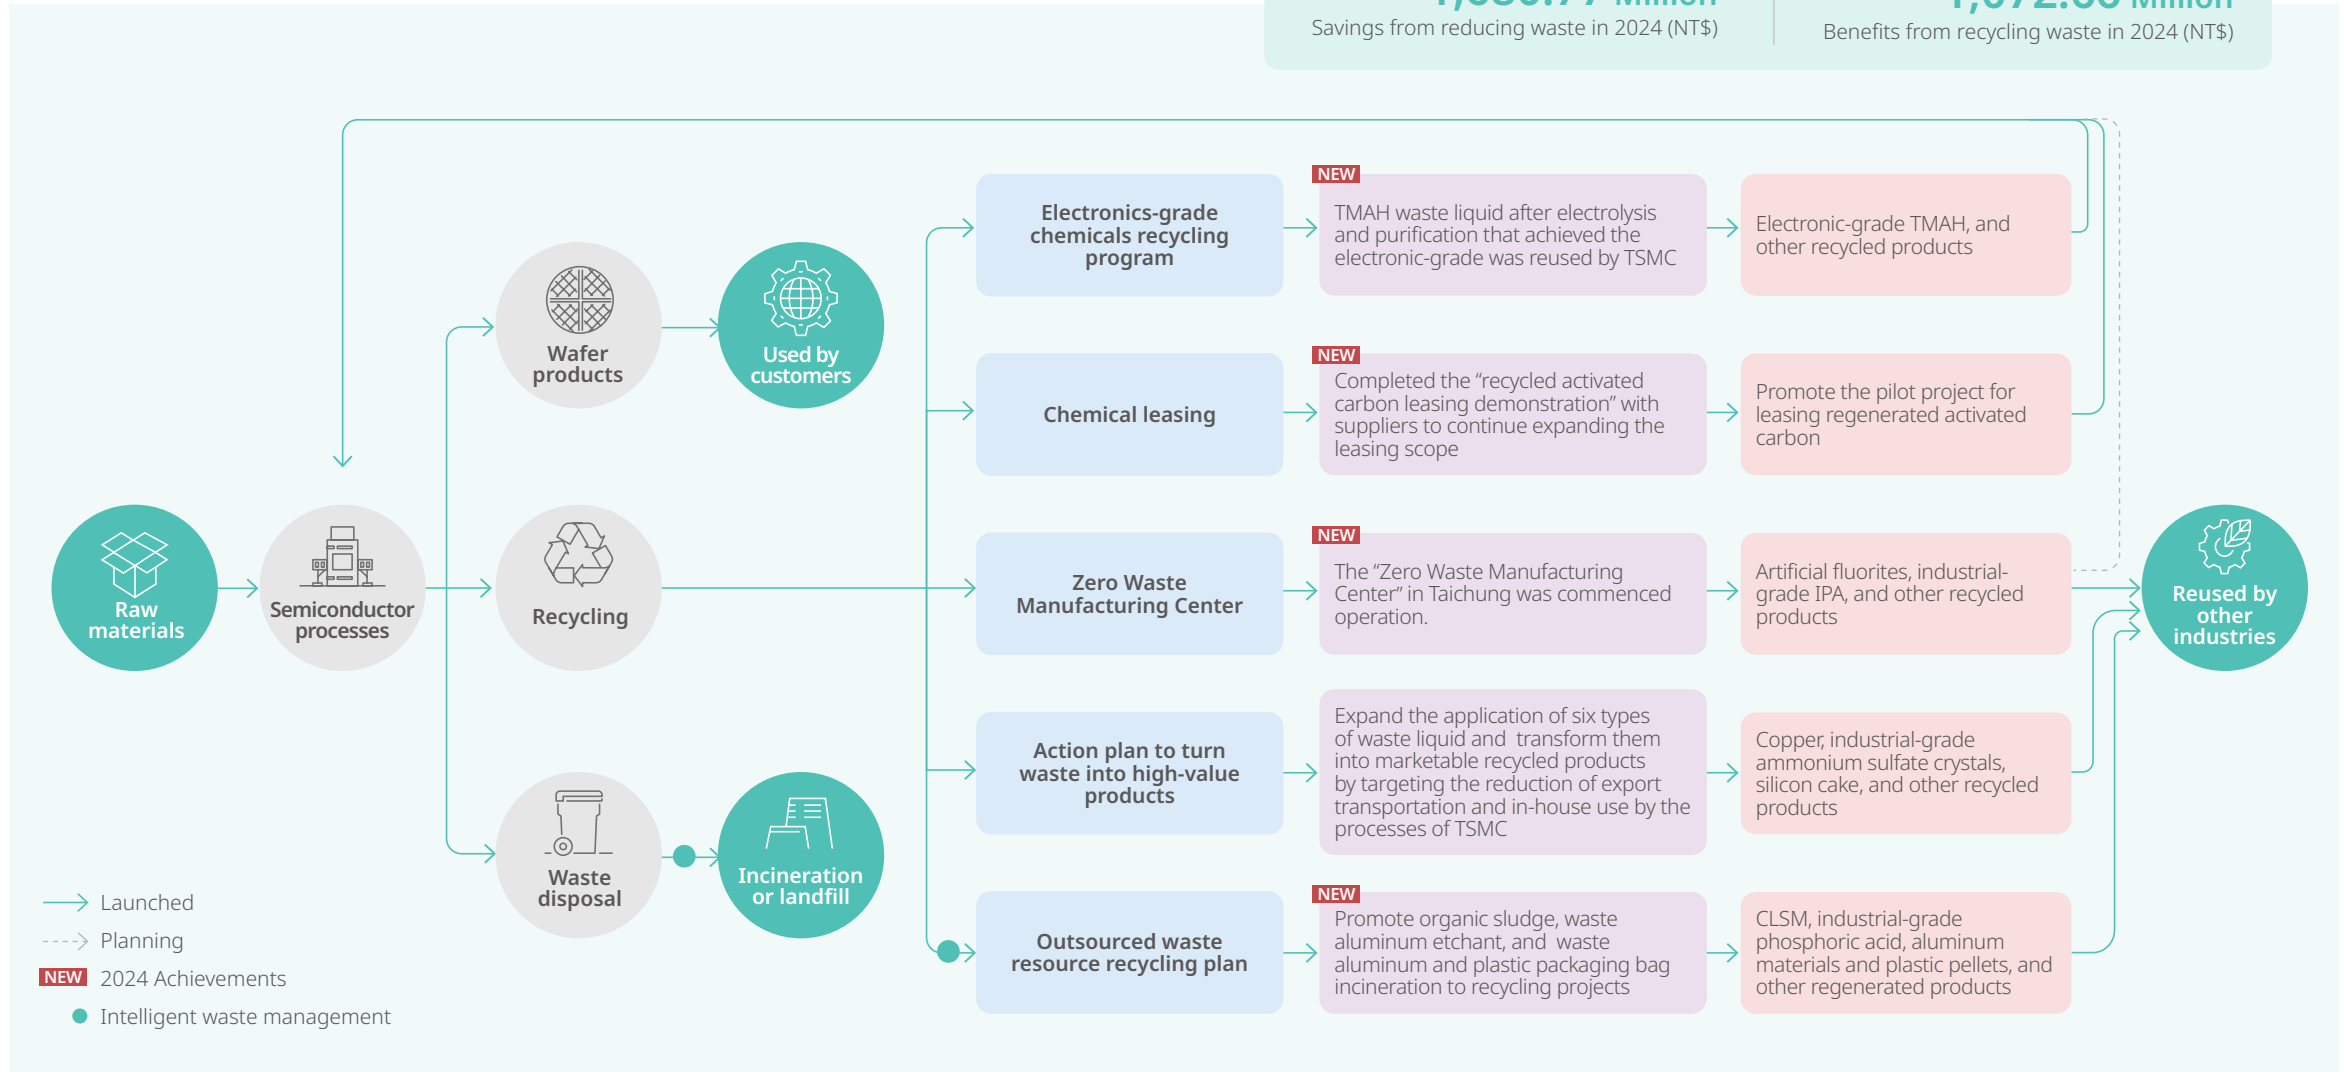 Million
Savings from reducing waste in 2024 (NT$)
Million
Benefits from recycling waste in 2024 (NT$)
Raw
materials
Semiconductor
processes
Wafer
products
Used by
customers
Recycling
Waste
disposal
Incineration
or landfill
Electronics-grade
chemicals recycling
program
NEW
TMAH waste liquid after electrolysis
and purification that achieved the
electronic-grade was reused by TSMC
Electronic-grade TMAH, and
other recycled products
Chemical leasing
NEW
Completed the “recycled activated
carbon leasing demonstration” with
suppliers to continue expanding the
leasing scope
Promote the pilot project for
leasing regenerated activated
carbon
Zero Waste
Manufacturing Center
NEW
The “Zero Waste Manufacturing
Center” in Taichung was commenced
operation.
Artificial fluorites, industrial-
grade IPA, and other recycled
products
Action plan to turn
waste into high-value
products
Expand the application of six types
of waste liquid and  transform them
into marketable recycled products
by targeting the reduction of export
transportation and in-house use by the
processes of TSMC
Copper, industrial-grade
ammonium sulfate crystals,
silicon cake, and other recycled
products
Outsourced waste
resource recycling plan
NEW
Promote organic sludge, waste
aluminum etchant, and  waste
aluminum and plastic packaging bag
incineration to recycling projects
CLSM, industrial-grade
phosphoric acid, aluminum
materials and plastic pellets, and
other regenerated products
Reused by
other
industries
Launched
Planning
NEW 2024 Achievements
Intelligent waste management